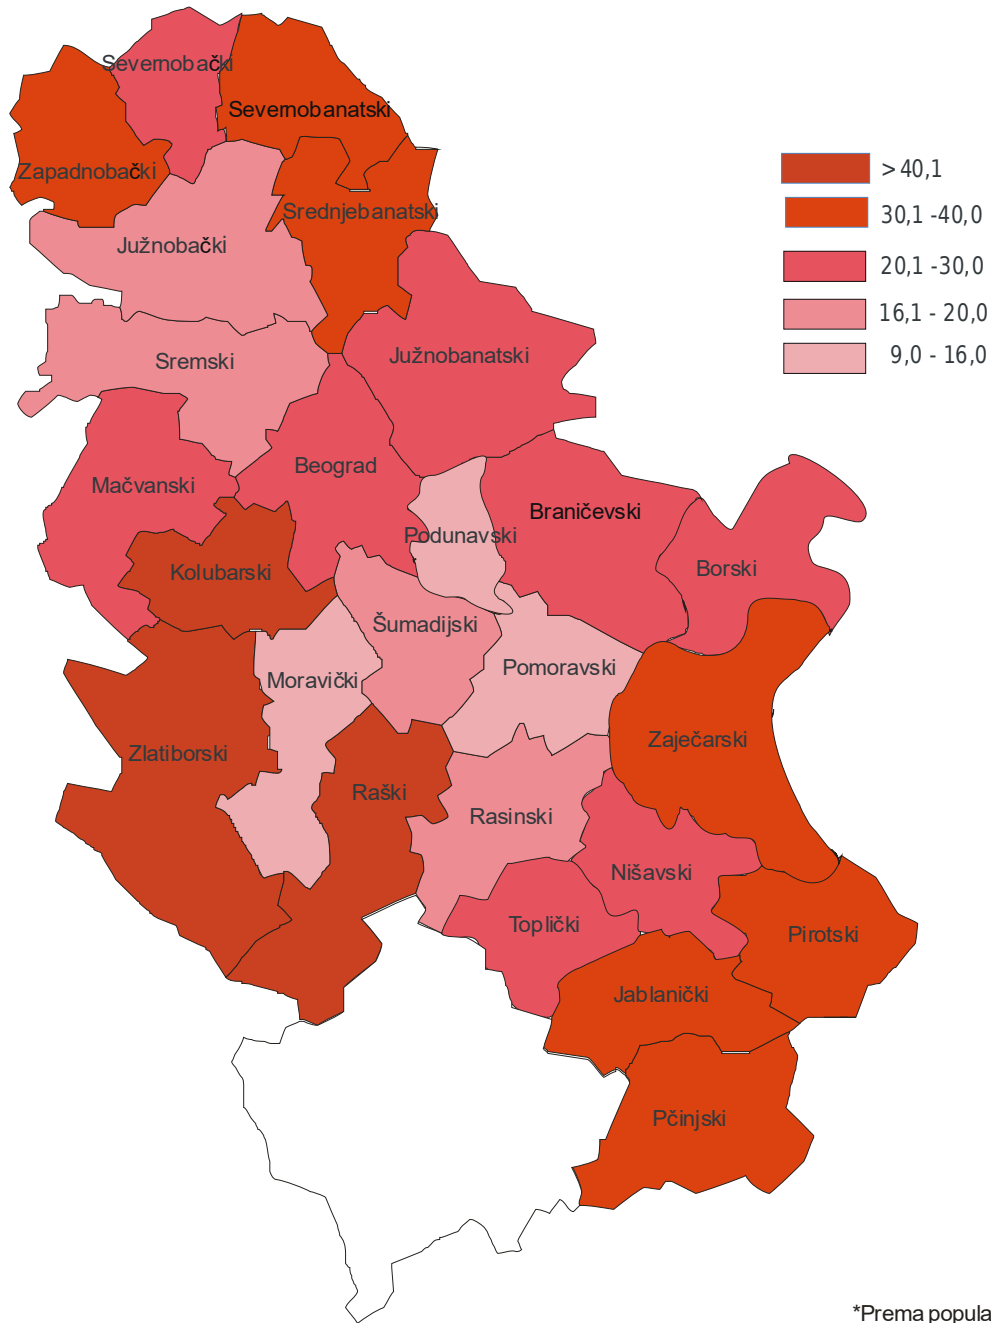 Severnobački
Severnobanatski
Zapadnobački
> 40,1
Srednjebanatski
30,1 -40,0
Južnobački
20,1 -30,0
16,1 - 20,0
Sremski
Južnobanatski
9,0 - 16,0
Beograd
Mačvanski
Braničevski
Podunavski
Kolubarski
Borski
Šumadijski
Moravički
Pomoravski
Zlatiborski
Zaječarski
Raški
Rasinski
Nišavski
Toplički
Pirotski
Jablanički
Pčinjski
*Prema popula